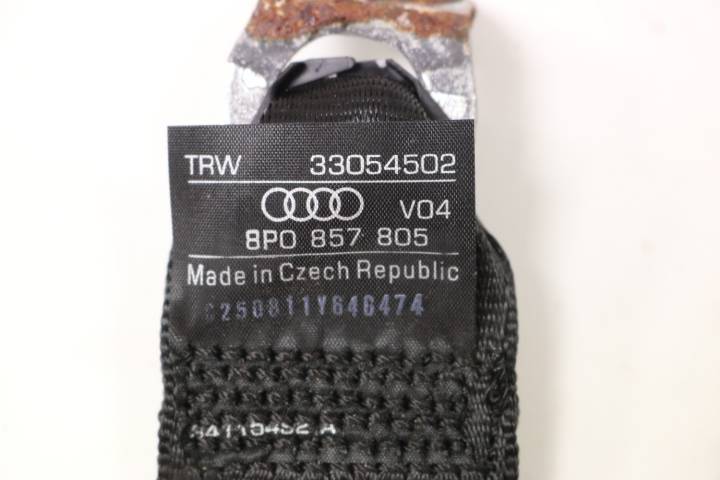 TRW 33054502
V04
8P0 857 805
Made in Czech Republic
C250811Y646474